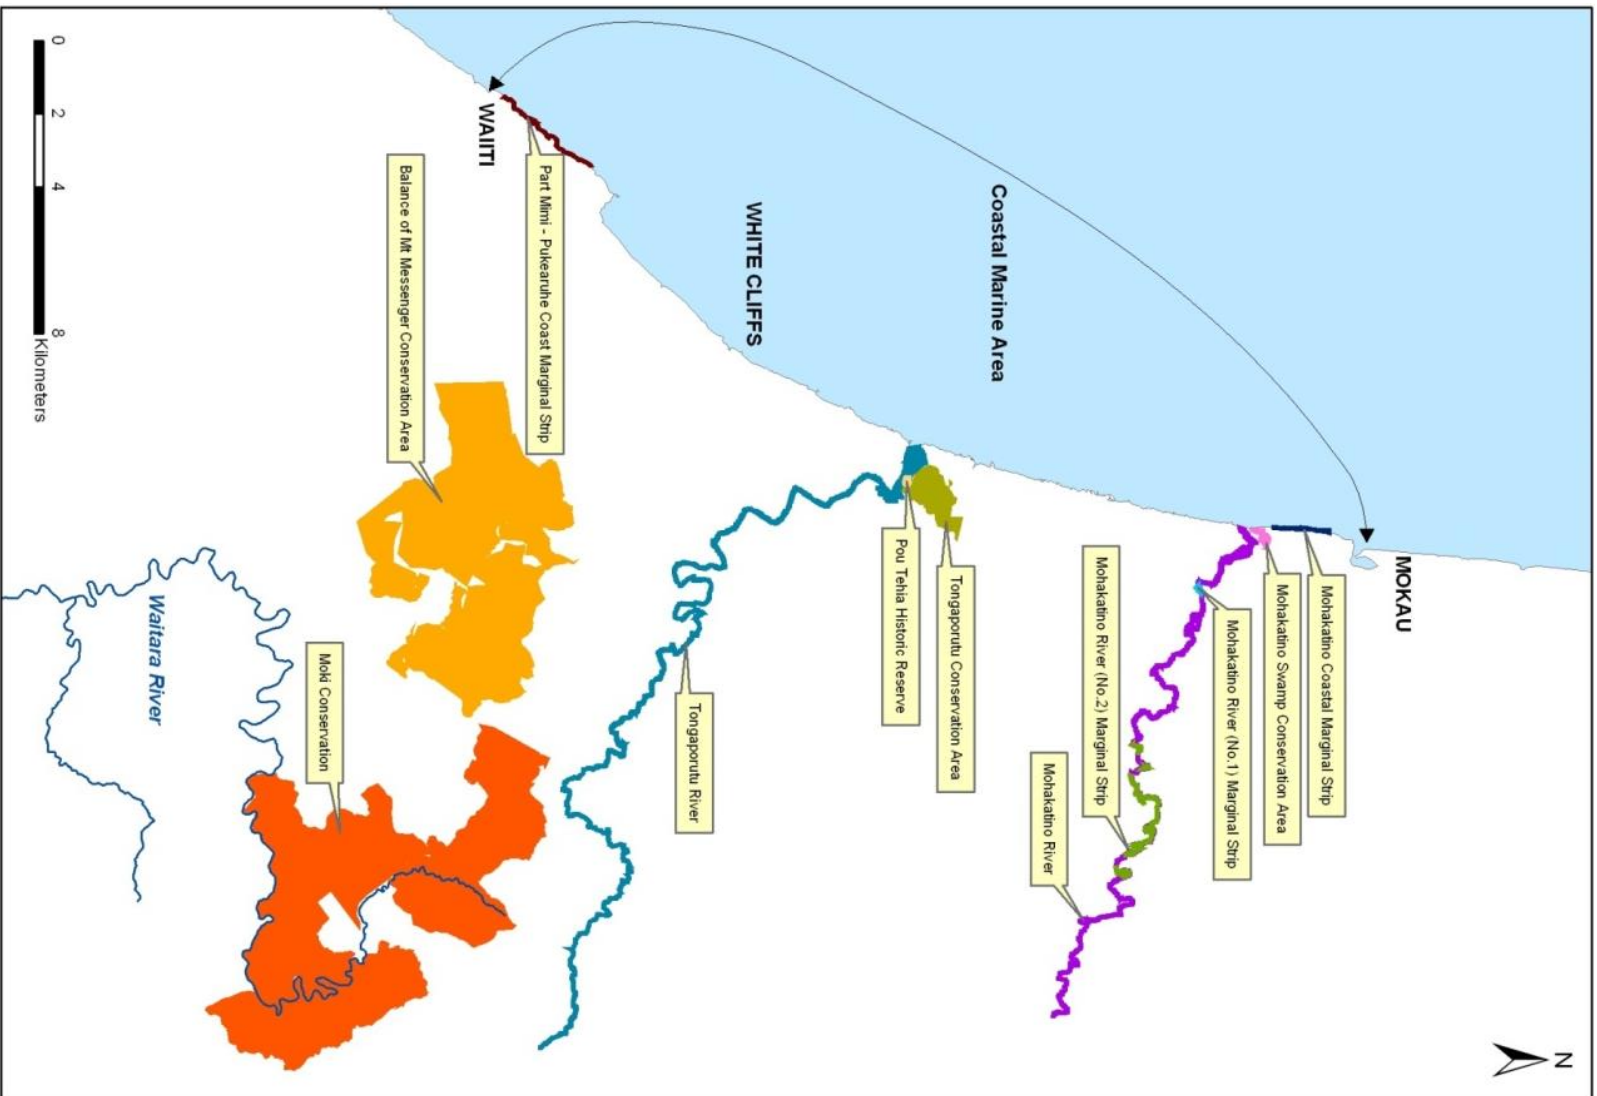 N
MOKAU
Mohakatino Coastal Marginal Strip
Mohakatino Swamp Conservation Area
Mohakatino River (No.1) Marginal Strip
Mohakatino River (No.2) Marginal Strip
Mohakatino River
Coastal Marine Area
Tongaporutu Conservation Area
Pou Tehia Historic Reserve
WHITE CLIFFS
Tongaporutu River
Part Mimi - Pukearuhe Coast Marginal Strip
WAIITI
Balance of Mt Messenger Conservation Area
Moki Conservation
Waitara River
0 2 4 8
Kilometers